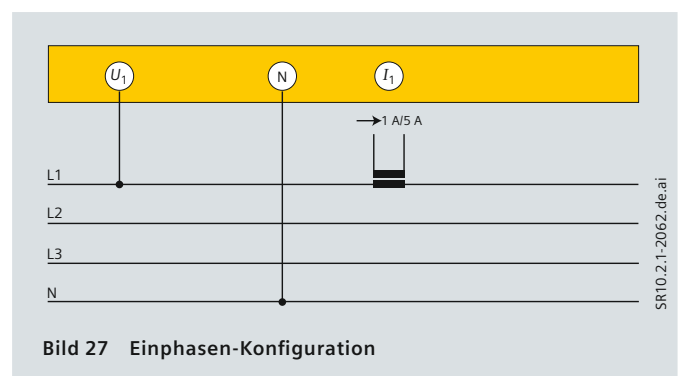 U1 N I1
1 A/5 A
L1
L2
L3
N
Bild 27 Einphasen-Konfiguration
SR10.2.1-2062.de.ai